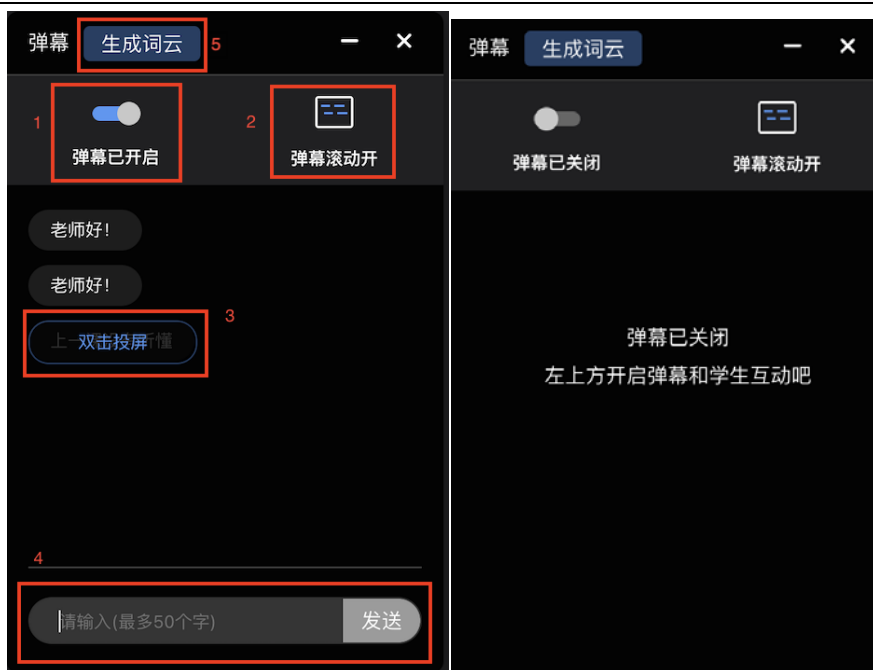 弹幕 生成词云 5
1
弹幕已开启
2
弹幕滚动开
老师好！
老师好！
3
双击投屏
4
请输入(最多50个字) 发送
弹幕 生成词云
弹幕已关闭
弹幕滚动开
弹幕已关闭
左上方开启弹幕和学生互动吧